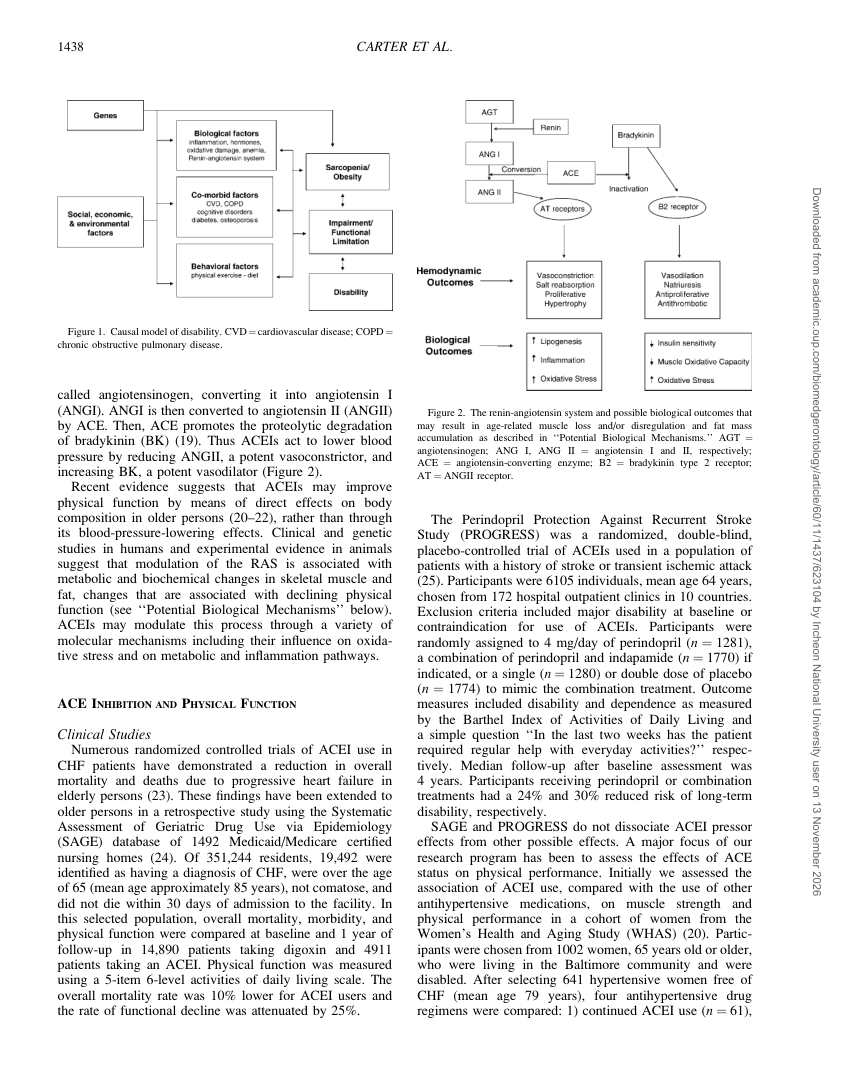 1438
CARTER ET AL.
Genes
Biological factors
inflammation, hormones,
oxidative damage, anemia,
Renin-angiotensin system
Sarcopenia/
Obesity
Co-morbid factors
CVD, COPD
cognitive disorders
diabetes, osteoporosis
Social, economic,
& environmental
factors
Impairment/
Functional
Limitation
Behavioral factors
physical exercise - diet
Disability
Figure 1. Causal model of disability. CVD = cardiovascular disease; COPD =
chronic obstructive pulmonary disease.
called angiotensinogen, converting it into angiotensin I
(ANGI). ANGI is then converted to angiotensin II (ANGII)
by ACE. Then, ACE promotes the proteolytic degradation
of bradykinin (BK) (19). Thus ACEIs act to lower blood
pressure by reducing ANGII, a potent vasoconstrictor, and
increasing BK, a potent vasodilator (Figure 2).
Recent evidence suggests that ACEIs may improve
physical function by means of direct effects on body
composition in older persons (20–22), rather than through
its blood-pressure-lowering effects. Clinical and genetic
studies in humans and experimental evidence in animals
suggest that modulation of the RAS is associated with
metabolic and biochemical changes in skeletal muscle and
fat, changes that are associated with declining physical
function (see ‘‘Potential Biological Mechanisms’’ below).
ACEIs may modulate this process through a variety of
molecular mechanisms including their influence on oxida-
tive stress and on metabolic and inflammation pathways.
ACE INHIBITION AND PHYSICAL FUNCTION
Clinical Studies
Numerous randomized controlled trials of ACEI use in
CHF patients have demonstrated a reduction in overall
mortality and deaths due to progressive heart failure in
elderly persons (23). These findings have been extended to
older persons in a retrospective study using the Systematic
Assessment of Geriatric Drug Use via Epidemiology
(SAGE) database of 1492 Medicaid/Medicare certified
nursing homes (24). Of 351,244 residents, 19,492 were
identified as having a diagnosis of CHF, were over the age
of 65 (mean age approximately 85 years), not comatose, and
did not die within 30 days of admission to the facility. In
this selected population, overall mortality, morbidity, and
physical function were compared at baseline and 1 year of
follow-up in 14,890 patients taking digoxin and 4911
patients taking an ACEI. Physical function was measured
using a 5-item 6-level activities of daily living scale. The
overall mortality rate was 10% lower for ACEI users and
the rate of functional decline was attenuated by 25%.
AGT
Renin
Bradykinin
ANG I
Conversion
ACE
ANG II
Inactivation
AT receptors
B2 receptor
Hemodynamic
Outcomes
Vasoconstriction
Salt reabsorption
Proliferative
Hypertrophy
Vasodilation
Natriuresis
Antiproliferative
Antithrombotic
Biological
Outcomes
↑ Lipogenesis
↑ Inflammation
↑ Oxidative Stress
↓ Insulin sensitivity
↓ Muscle Oxidative Capacity
↑ Oxidative Stress
Figure 2. The renin-angiotensin system and possible biological outcomes that
may result in age-related muscle loss and/or disregulation and fat mass
accumulation as described in ‘‘Potential Biological Mechanisms.’’ AGT =
angiotensinogen; ANG I, ANG II = angiotensin I and II, respectively;
ACE = angiotensin-converting enzyme; B2 = bradykinin type 2 receptor;
AT = ANGII receptor.
The Perindopril Protection Against Recurrent Stroke
Study (PROGRESS) was a randomized, double-blind,
placebo-controlled trial of ACEIs used in a population of
patients with a history of stroke or transient ischemic attack
(25). Participants were 6105 individuals, mean age 64 years,
chosen from 172 hospital outpatient clinics in 10 countries.
Exclusion criteria included major disability at baseline or
contraindication for use of ACEIs. Participants were
randomly assigned to 4 mg/day of perindopril (n = 1281),
a combination of perindopril and indapamide (n = 1770) if
indicated, or a single (n = 1280) or double dose of placebo
(n = 1774) to mimic the combination treatment. Outcome
measures included disability and dependence as measured
by the Barthel Index of Activities of Daily Living and
a simple question ‘‘In the last two weeks has the patient
required regular help with everyday activities?’’ respec-
tively. Median follow-up after baseline assessment was
4 years. Participants receiving perindopril or combination
treatments had a 24% and 30% reduced risk of long-term
disability, respectively.
SAGE and PROGRESS do not dissociate ACEI pressor
effects from other possible effects. A major focus of our
research program has been to assess the effects of ACE
status on physical performance. Initially we assessed the
association of ACEI use, compared with the use of other
antihypertensive medications, on muscle strength and
physical performance in a cohort of women from the
Women’s Health and Aging Study (WHAS) (20). Partic-
ipants were chosen from 1002 women, 65 years old or older,
who were living in the Baltimore community and were
disabled. After selecting 641 hypertensive women free of
CHF (mean age 79 years), four antihypertensive drug
regimens were compared: 1) continued ACEI use (n = 61),
Downloaded from academic.oup.com/biomedgerontology/article/60/11/1437/623104 by Incheon National University user on 13 November 2026